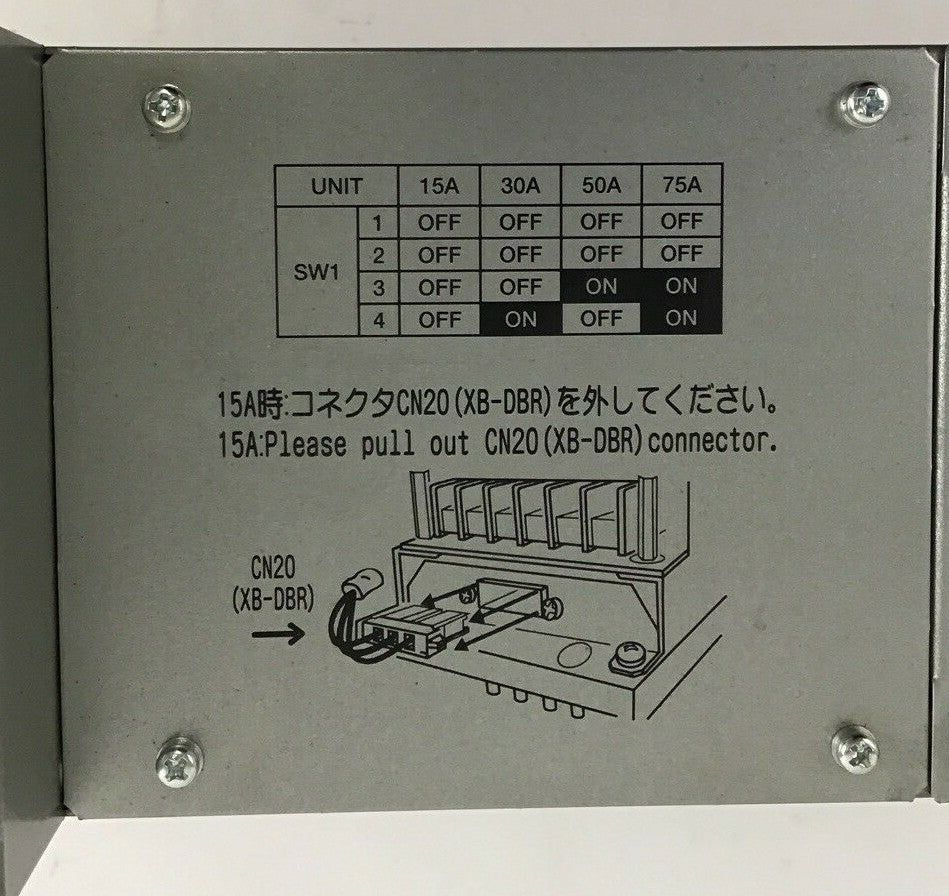 UNIT 15A 30A 50A 75A
SW1 1 OFF OFF OFF OFF
2 OFF OFF OFF OFF
3 OFF OFF ON ON
4 OFF ON OFF ON
15A時:コネクタCN20(XB-DBR)を外してください。
15A:Please pull out CN20(XB-DBR)connector.
CN20
(XB-DBR)